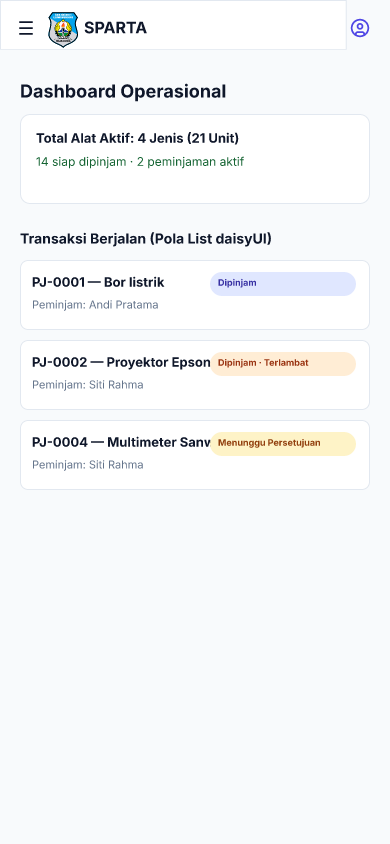 SPARTA
Dashboard Operasional
Total Alat Aktif: 4 Jenis (21 Unit)
14 siap dipinjam · 2 peminjaman aktif
Transaksi Berjalan (Pola List daisyUI)
PJ-0001 — Bor listrik
Dipinjam
Peminjam: Andi Pratama
PJ-0002 — Proyektor Epson
Dipinjam · Terlambat
Peminjam: Siti Rahma
PJ-0004 — Multimeter
Menunggu Persetujuan
Peminjam: Siti Rahma